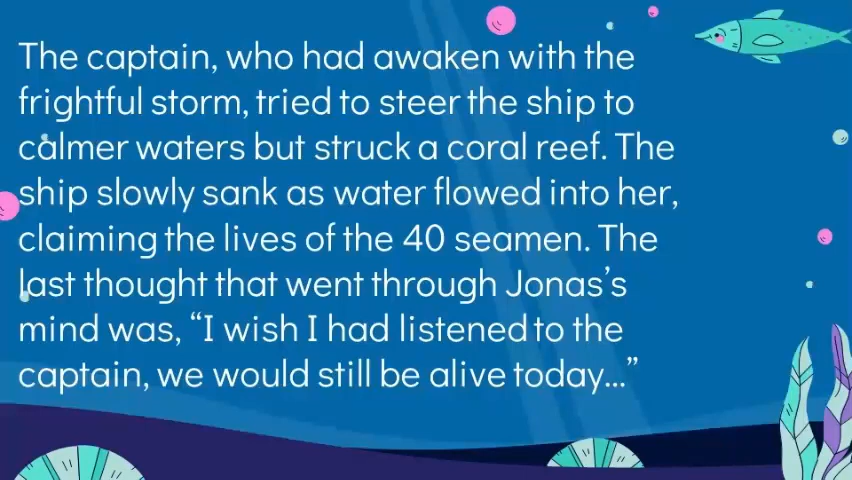 The captain, who had awaken with the
frightful storm, tried to steer the ship to
calmer waters but struck a coral reef. The
ship slowly sank as water flowed into her,
claiming the lives of the 40 seamen. The
last thought that went through Jonas’s
mind was, “I wish I had listened to the
captain, we would still be alive today...”